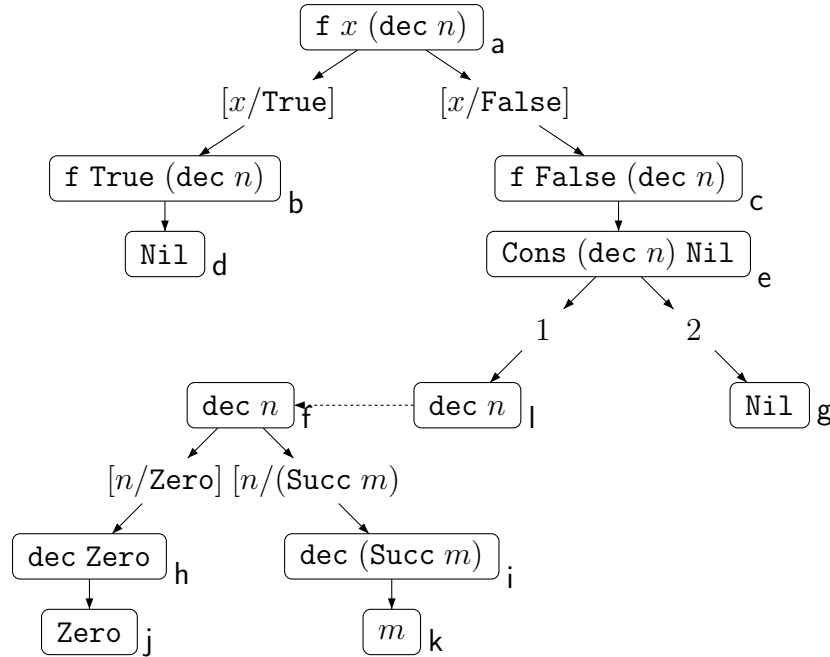 f x (dec n) a
[x/True] [x/False]
f True (dec n) b
f False (dec n) c
Nil d
Cons (dec n) Nil e
1 2
dec n f
dec n l
Nil g
[n/Zero] [n/(Succ m)
dec Zero h
dec (Succ m) i
Zero j
m k